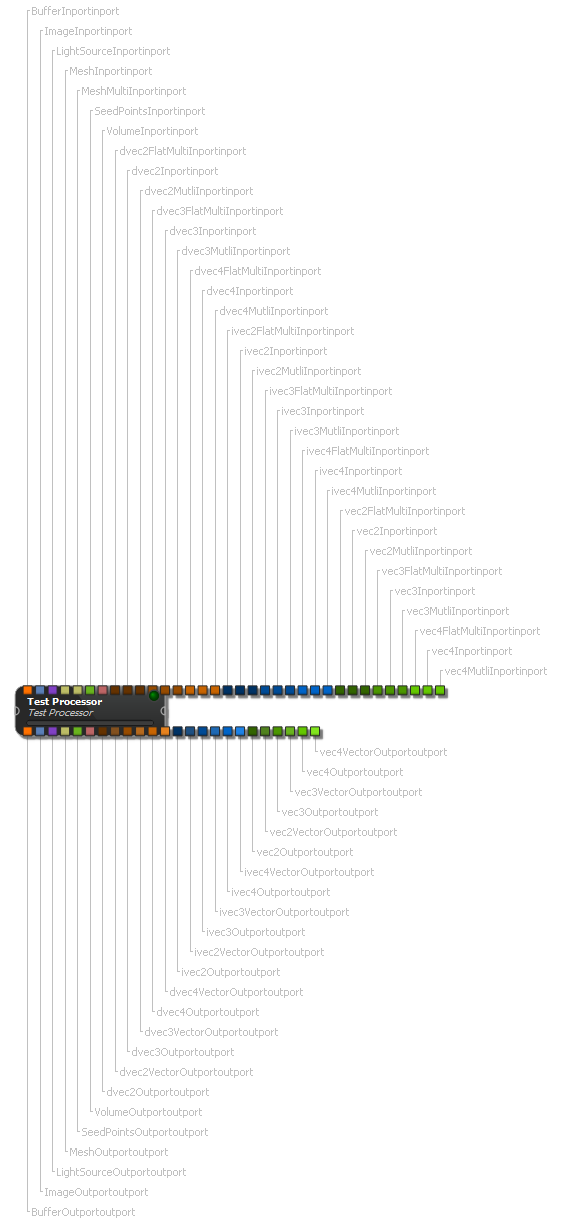 BufferInportinport
ImageInportinport
LightSourceInportinport
MeshInportinport
MeshMultiInportinport
SeedPointsInportinport
VolumeInportinport
dvec2FlatMultiInportinport
dvec2Inportinport
dvec2MutliInportinport
dvec3FlatMultiInportinport
dvec3Inportinport
dvec3MutliInportinport
dvec4FlatMultiInportinport
dvec4Inportinport
dvec4MutliInportinport
ivec2FlatMultiInportinport
ivec2Inportinport
ivec2MutliInportinport
ivec3FlatMultiInportinport
ivec3Inportinport
ivec3MutliInportinport
ivec4FlatMultiInportinport
ivec4Inportinport
ivec4MutliInportinport
vec2FlatMultiInportinport
vec2Inportinport
vec2MutliInportinport
vec3FlatMultiInportinport
vec3Inportinport
vec3MutliInportinport
vec4FlatMultiInportinport
vec4Inportinport
vec4MutliInportinport
Test Processor
Test Processor
vec4VectorOutportoutport
vec4Outportoutport
vec3VectorOutportoutport
vec3Outportoutport
vec2VectorOutportoutport
vec2Outportoutport
ivec4VectorOutportoutport
ivec4Outportoutport
ivec3VectorOutportoutport
ivec3Outportoutport
ivec2VectorOutportoutport
ivec2Outportoutport
dvec4VectorOutportoutport
dvec4Outportoutport
dvec3VectorOutportoutport
dvec3Outportoutport
dvec2VectorOutportoutport
dvec2Outportoutport
VolumeOutportoutport
SeedPointsOutportoutport
MeshOutportoutport
LightSourceOutportoutport
ImageOutportoutport
BufferOutportoutport